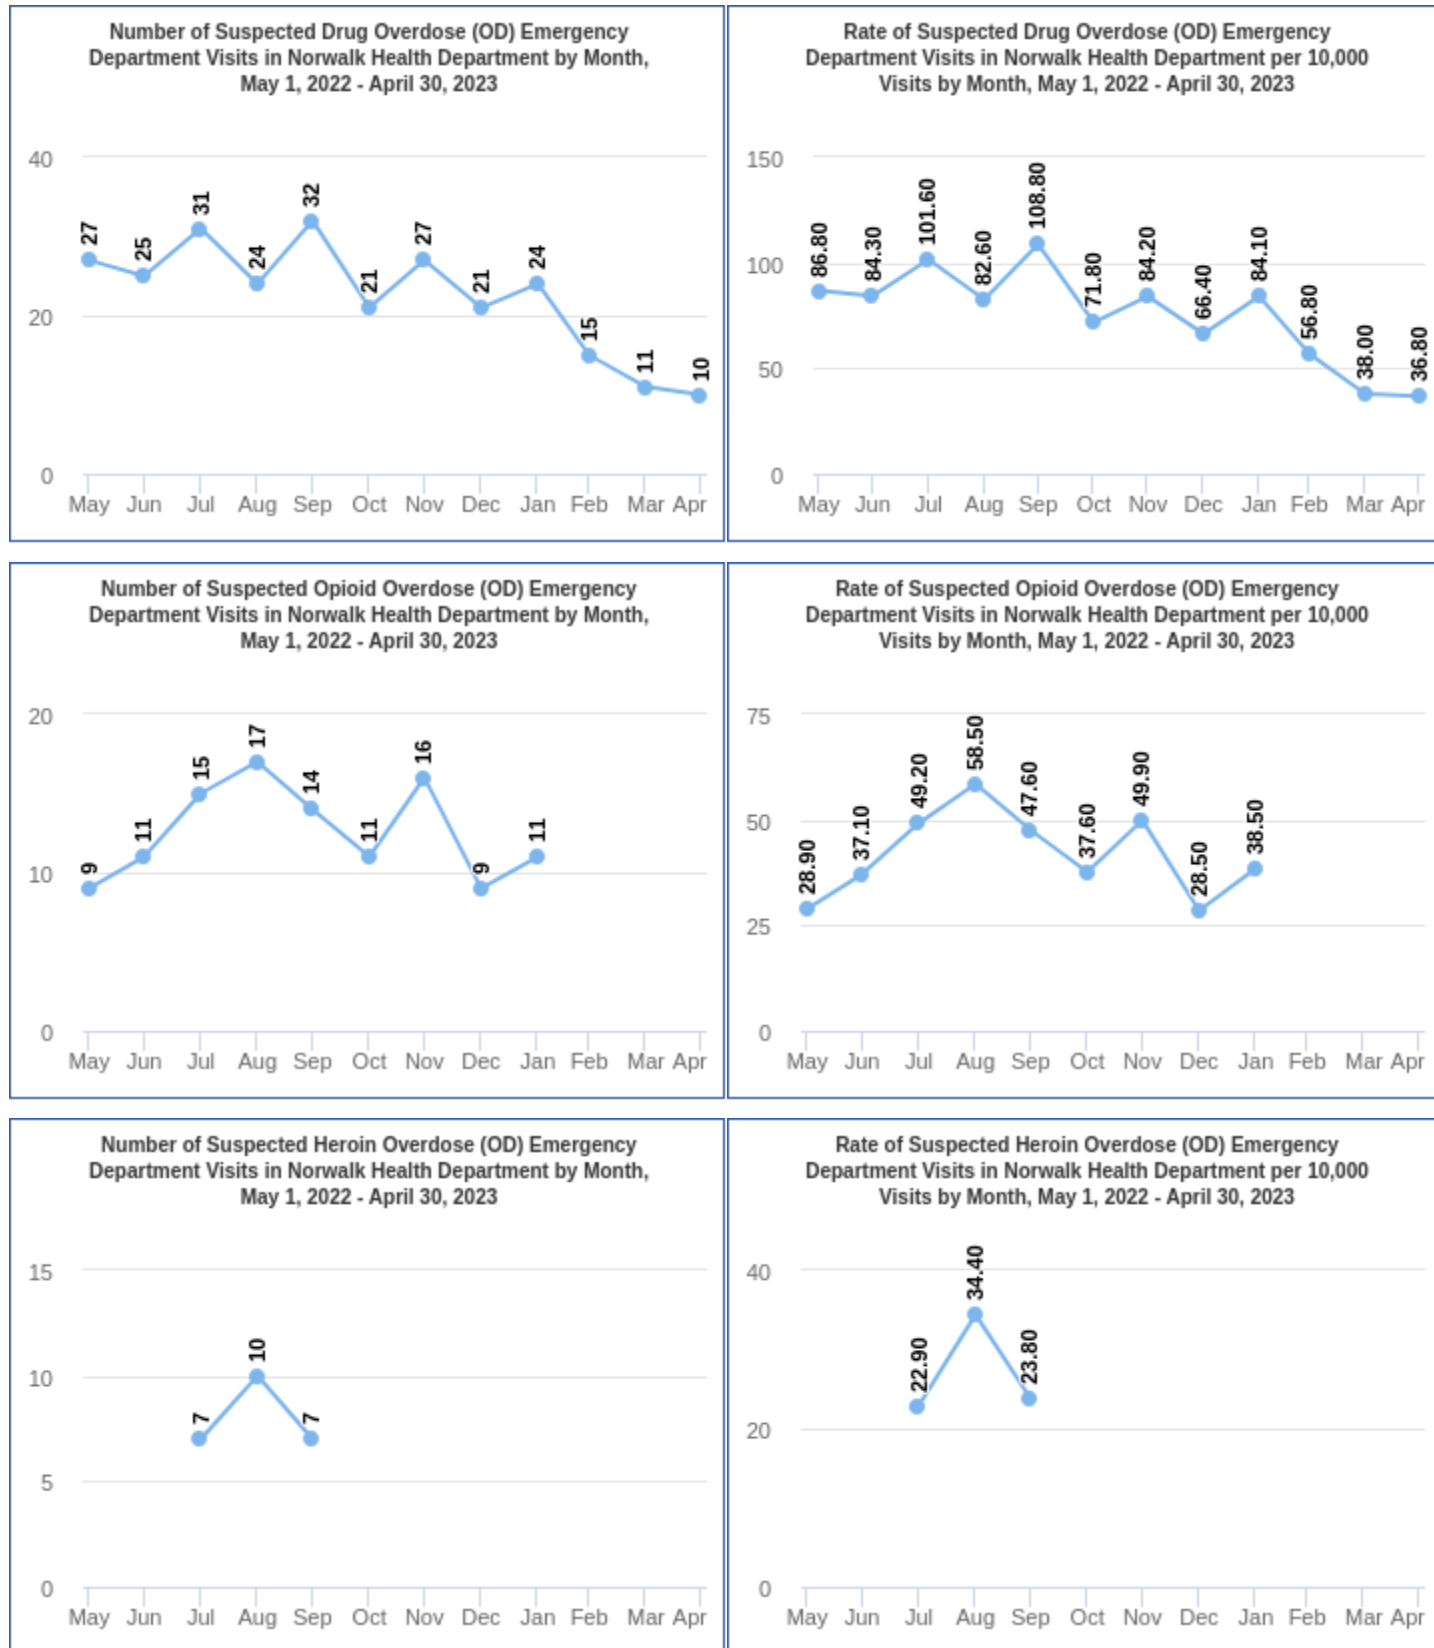 Number of Suspected Drug Overdose (OD) Emergency
Department Visits in Norwalk Health Department by Month,
May 1, 2022 - April 30, 2023
40
20
0
27
25
31
24
32
21
27
21
24
15
11
10
May Jun Jul Aug Sep Oct Nov Dec Jan Feb Mar Apr
Rate of Suspected Drug Overdose (OD) Emergency
Department Visits in Norwalk Health Department per 10,000
Visits by Month, May 1, 2022 - April 30, 2023
150
100
50
0
86.80
84.30
101.60
82.60
108.80
71.80
84.20
66.40
84.10
56.80
38.00
36.80
May Jun Jul Aug Sep Oct Nov Dec Jan Feb Mar Apr
Number of Suspected Opioid Overdose (OD) Emergency
Department Visits in Norwalk Health Department by Month,
May 1, 2022 - April 30, 2023
20
10
0
9
11
15
17
14
11
16
9
11
May Jun Jul Aug Sep Oct Nov Dec Jan Feb Mar Apr
Rate of Suspected Opioid Overdose (OD) Emergency
Department Visits in Norwalk Health Department per 10,000
Visits by Month, May 1, 2022 - April 30, 2023
75
50
25
0
28.90
37.10
49.20
58.50
47.60
37.60
49.90
28.50
38.50
May Jun Jul Aug Sep Oct Nov Dec Jan Feb Mar Apr
Number of Suspected Heroin Overdose (OD) Emergency
Department Visits in Norwalk Health Department by Month,
May 1, 2022 - April 30, 2023
15
10
5
0
7
10
7
May Jun Jul Aug Sep Oct Nov Dec Jan Feb Mar Apr
Rate of Suspected Heroin Overdose (OD) Emergency
Department Visits in Norwalk Health Department per 10,000
Visits by Month, May 1, 2022 - April 30, 2023
40
20
0
22.90
34.40
23.80
May Jun Jul Aug Sep Oct Nov Dec Jan Feb Mar Apr